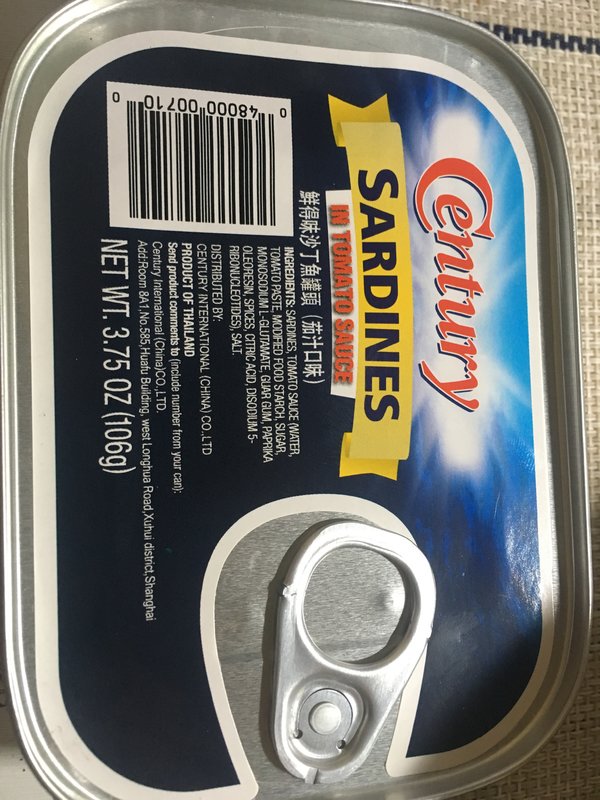 Century
SARDINES
IN TOMATO SAUCE
鮮得味沙丁魚罐頭（茄汁口味）
INGREDIENTS: SARDINES, TOMATO SAUCE (WATER,
TOMATO PASTE, MODIFIED FOOD STARCH, SUGAR,
MONOSODIUM L-GLUTAMATE, GUAR GUM, PAPRIKA
OLEORESIN, SPICES, CITRIC ACID, DISODIUM 5-
RIBONUCLEOTIDES), SALT.
DISTRIBUTED BY:
CENTURY INTERNATIONAL (CHINA) CO.,LTD
PRODUCT OF THAILAND
Send product comments to (include number from your can):
Century International (China)CO.,LTD.
Add:Room 8A1,No.585,Huafu Building, west Longhua Road,Xuhui district,Shanghai
NET WT. 3.75 OZ (106g)
0 48000 00710 0